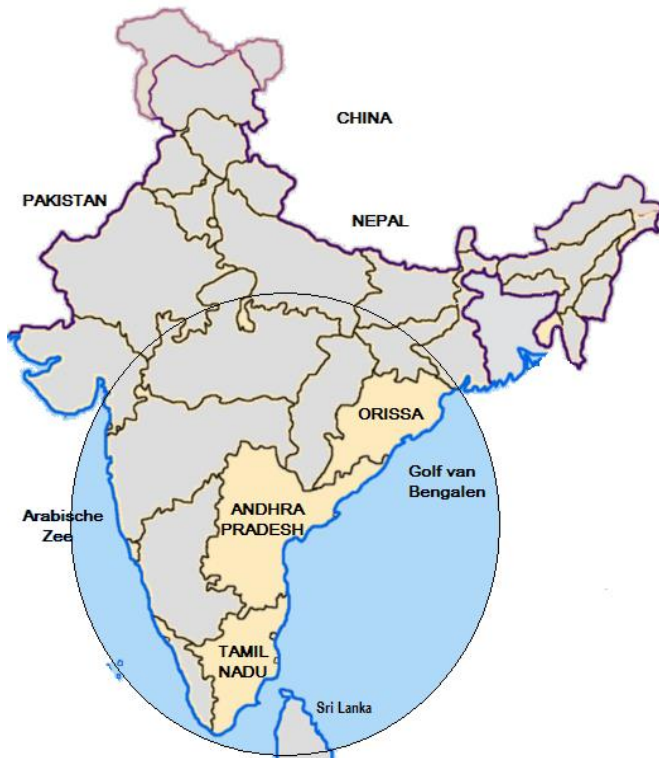 CHINA
PAKISTAN
NEPAL
ORISSA
Golf van
Bengalen
ANDHRA
PRADESH
Arabische
Zee
TAMIL
NADU
Sri Lanka